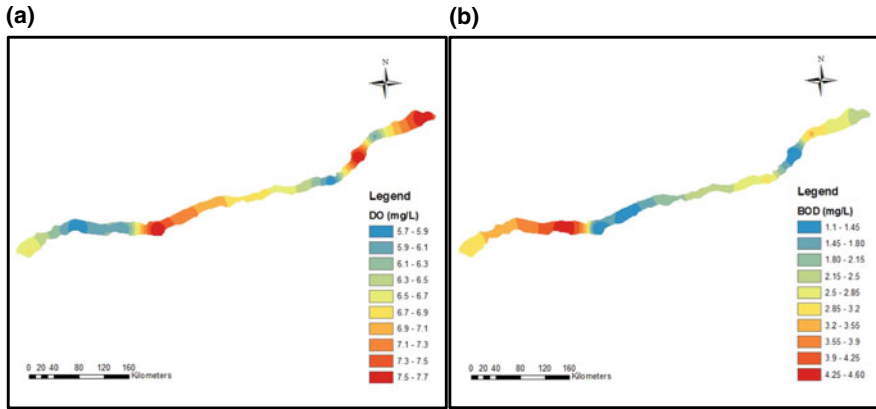 (a)
N
Legend
DO (mg/L)
5.7 - 5.9
5.9 - 6.1
6.1 - 6.3
6.3 - 6.5
6.5 - 6.7
6.7 - 6.9
6.9 - 7.1
7.1 - 7.3
7.3 - 7.5
7.5 - 7.7
0 20 40 80 120 160
Kilometers
(b)
N
Legend
BOD (mg/L)
1.1 - 1.45
1.45 - 1.80
1.80 - 2.15
2.15 - 2.5
2.5 - 2.85
2.85 - 3.2
3.2 - 3.55
3.55 - 3.9
3.9 - 4.25
4.25 - 4.60
0 20 40 80 120 160
Kilometers